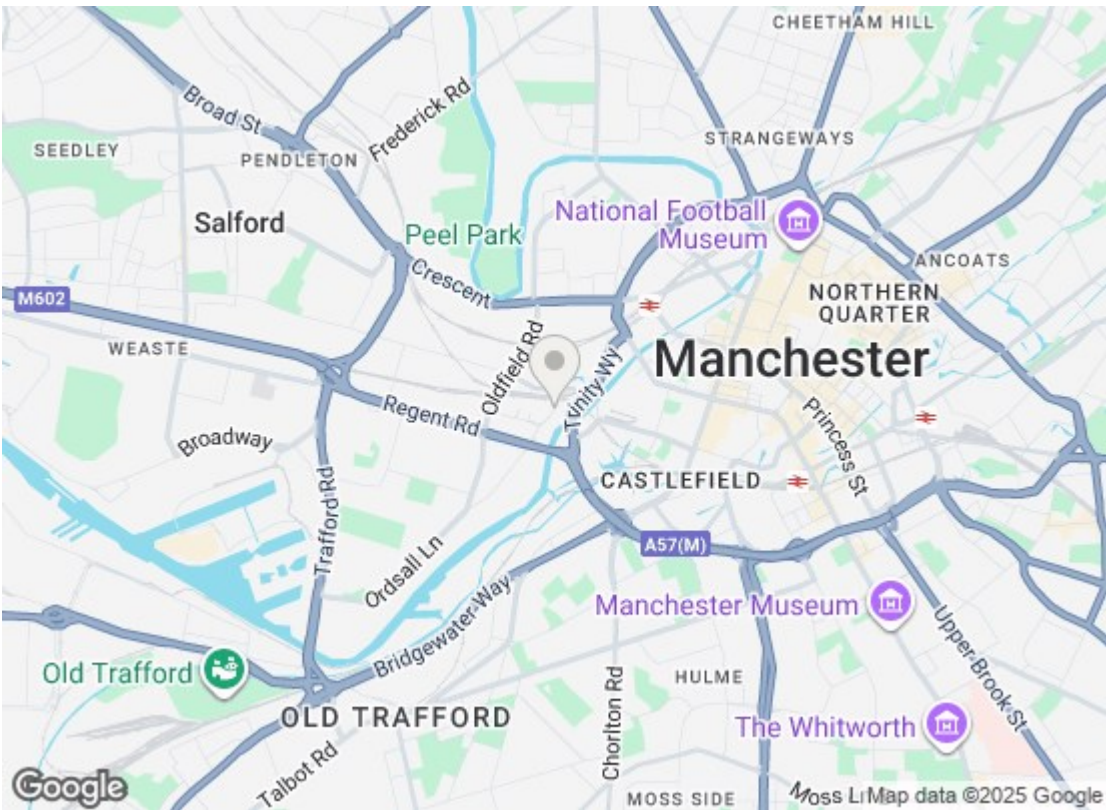 CHEETHAM HILL
Broad St
Frederick Rd
SEEDLEY
PENDLETON
STRANGEWAYS
Salford
Peel Park
National Football
Museum
Crescent
ANCOATS
M602
NORTHERN
QUARTER
WEASTE
Oldfield Rd
Trinity Wy
Manchester
Regent Rd
Princess St
Broadway
CASTLEFIELD
Trafford Rd
A57(M)
Ordsall Ln
Bridgewater Way
Manchester Museum
Upper Brook St
Old Trafford
HULME
OLD TRAFFORD
Chorlton Rd
The Whitworth
Talbot Rd
Google
MOSS SIDE
Moss L
Map data ©2025 Google